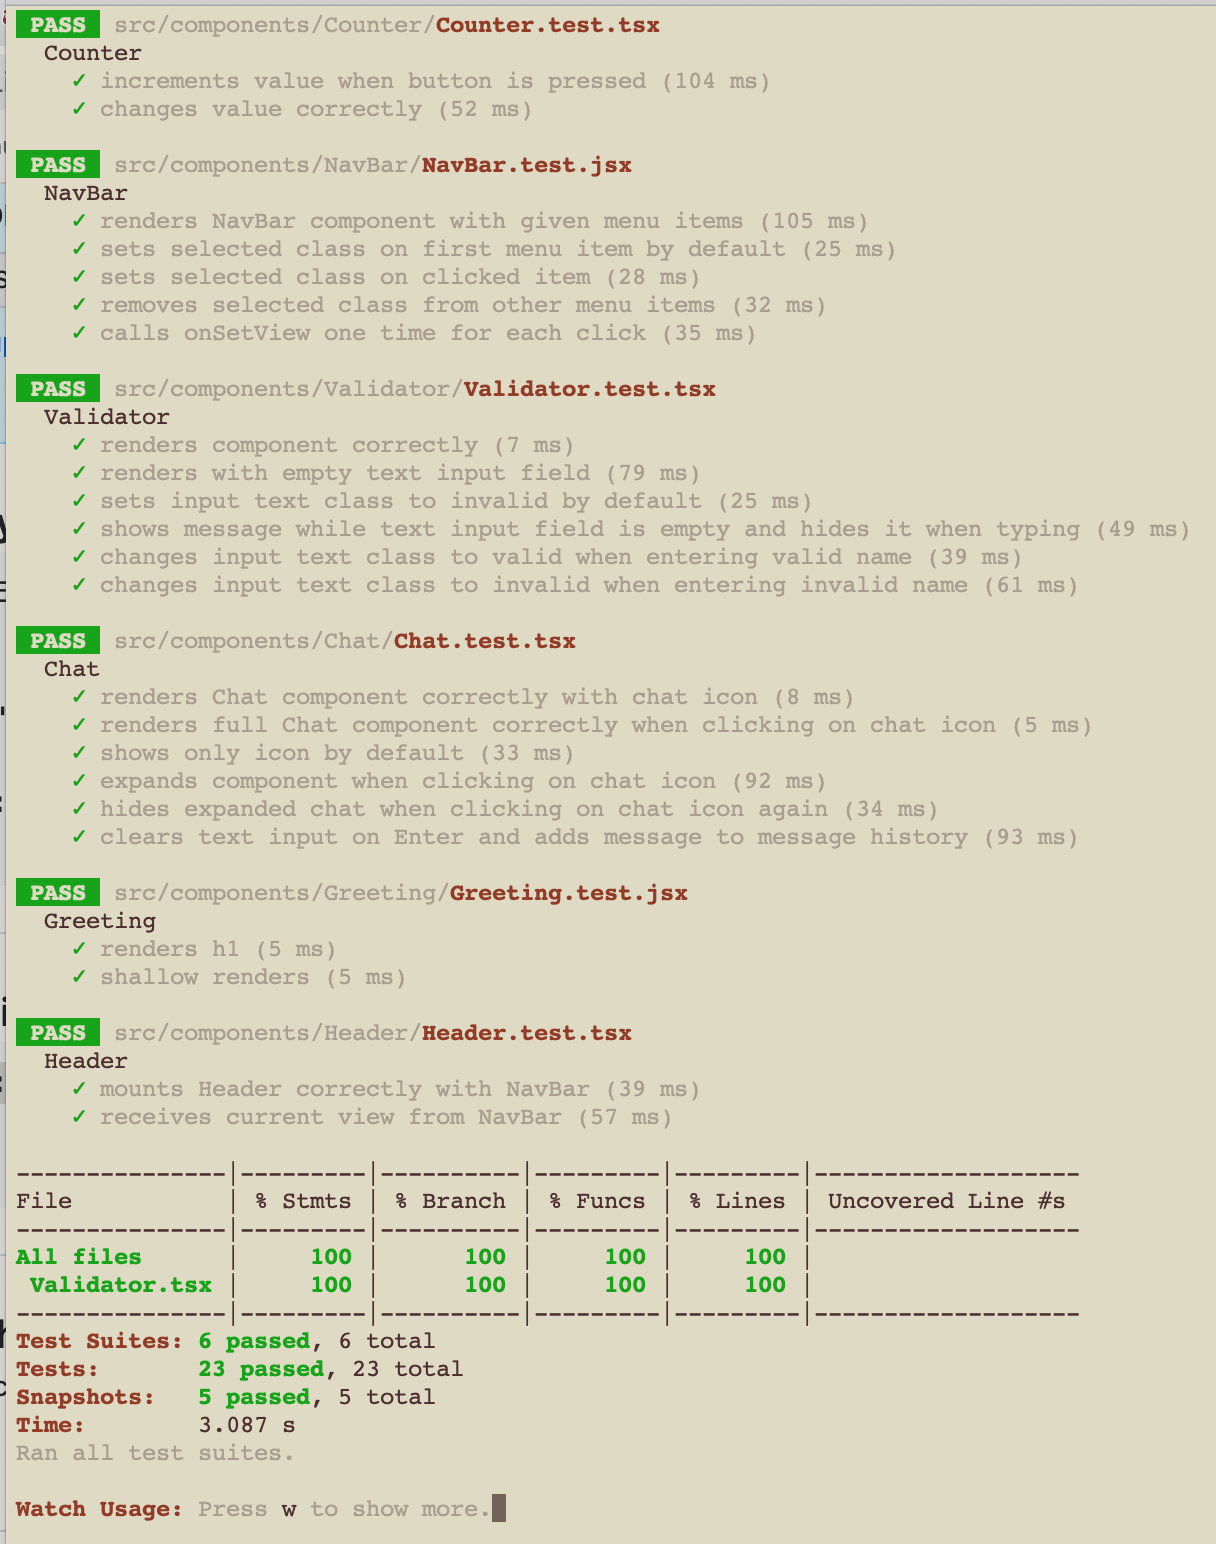 PASS src/components/Counter/Counter.test.tsx
Counter
✓ increments value when button is pressed (104 ms)
✓ changes value correctly (52 ms)
PASS src/components/NavBar/NavBar.test.jsx
NavBar
✓ renders NavBar component with given menu items (105 ms)
✓ sets selected class on first menu item by default (25 ms)
✓ sets selected class on clicked item (28 ms)
✓ removes selected class from other menu items (32 ms)
✓ calls onSetView one time for each click (35 ms)
PASS src/components/Validator/Validator.test.tsx
Validator
✓ renders component correctly (7 ms)
✓ renders with empty text input field (79 ms)
✓ sets input text class to invalid by default (25 ms)
✓ shows message while text input field is empty and hides it when typing (49 ms)
✓ changes input text class to valid when entering valid name (39 ms)
✓ changes input text class to invalid when entering invalid name (61 ms)
PASS src/components/Chat/Chat.test.tsx
Chat
✓ renders Chat component correctly with chat icon (8 ms)
✓ renders full Chat component correctly when clicking on chat icon (5 ms)
✓ shows only icon by default (33 ms)
✓ expands component when clicking on chat icon (92 ms)
✓ hides expanded chat when clicking on chat icon again (34 ms)
✓ clears text input on Enter and adds message to message history (93 ms)
PASS src/components/Greeting/Greeting.test.jsx
Greeting
✓ renders h1 (5 ms)
✓ shallow renders (5 ms)
PASS src/components/Header/Header.test.tsx
Header
✓ mounts Header correctly with NavBar (39 ms)
✓ receives current view from NavBar (57 ms)
---------------|---------|----------|---------|---------|-------------------
File | % Stmts | % Branch | % Funcs | % Lines | Uncovered Line #s
---------------|---------|----------|---------|---------|-------------------
All files | 100 | 100 | 100 | 100 |
Validator.tsx | 100 | 100 | 100 | 100 |
---------------|---------|----------|---------|---------|-------------------
Test Suites: 6 passed, 6 total
Tests: 23 passed, 23 total
Snapshots: 5 passed, 5 total
Time: 3.087 s
Ran all test suites.
Watch Usage: Press w to show more.